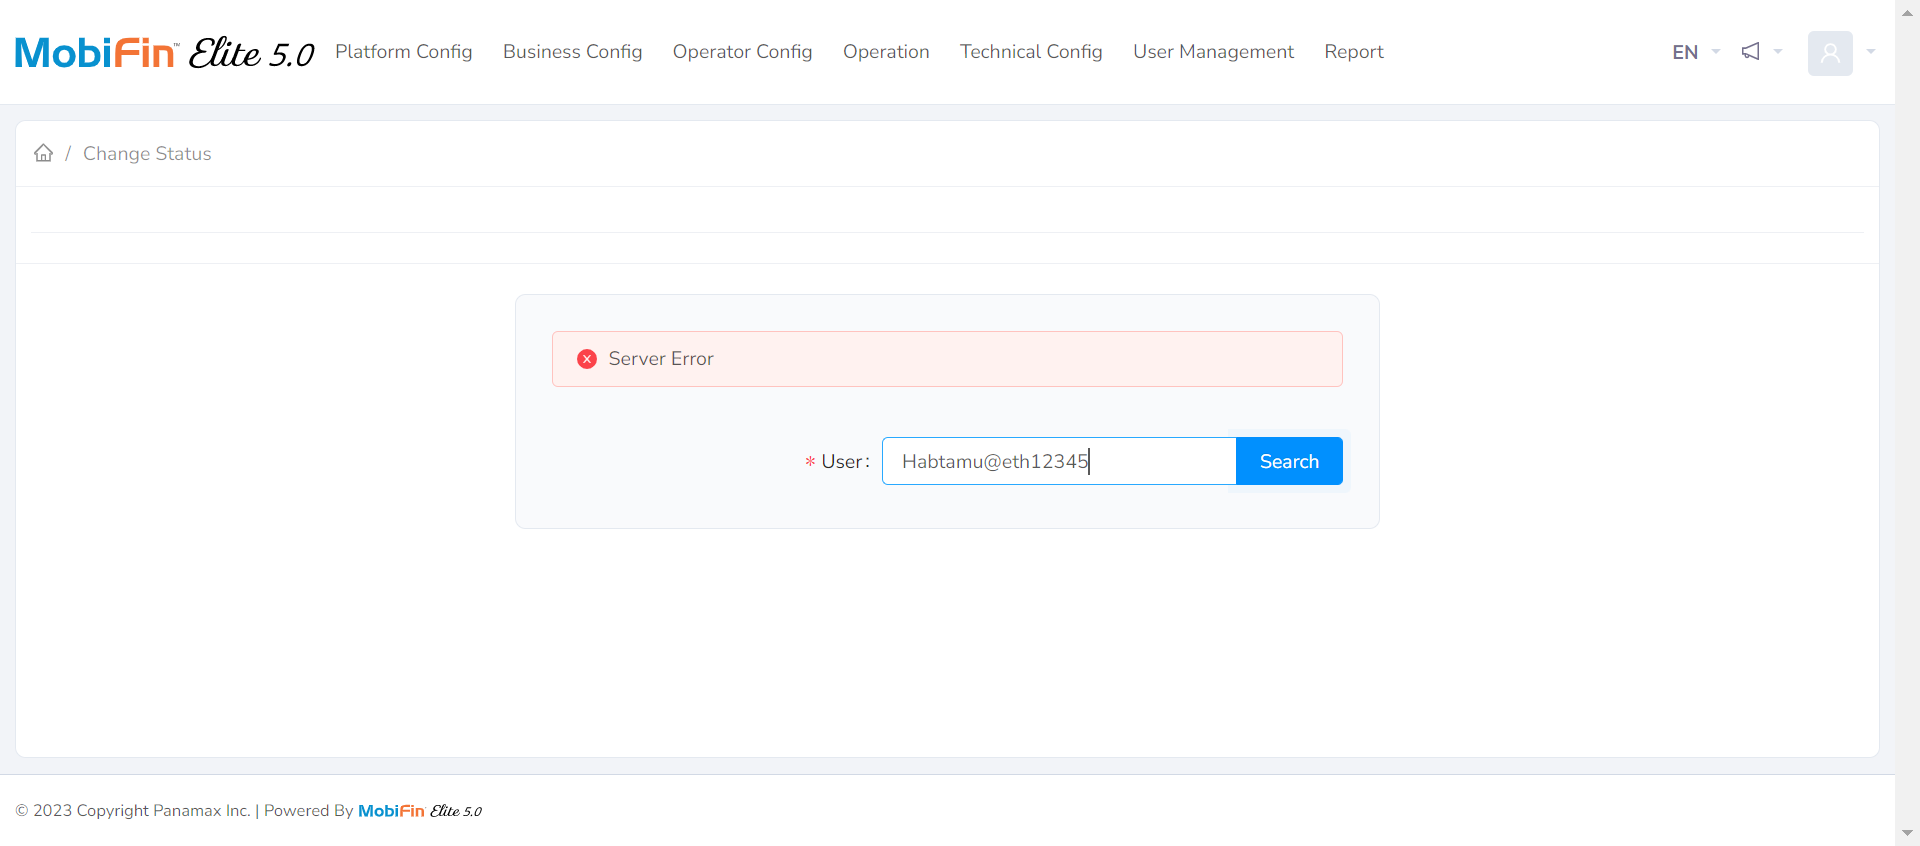 MobiFin™ Elite 5.0 Platform Config Business Config Operator Config Operation Technical Config User Management Report EN
/ Change Status
Server Error
* User: Habtamu@eth12345 Search
© 2023 Copyright Panamax Inc. | Powered By MobiFin Elite 5.0